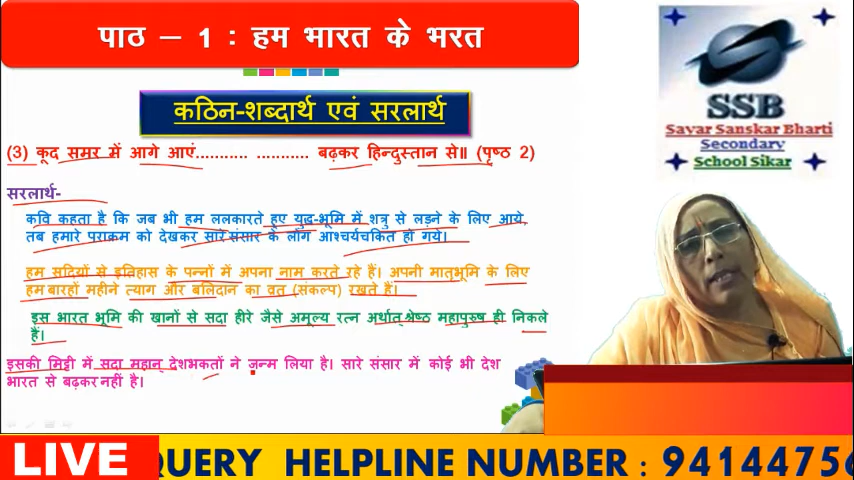 पाठ – 1 : हम भारत के भरत
कठिन-शब्दार्थ एवं सरलार्थ
(3) कूद समर में आगे आएं........... ........... बढ़कर हिन्दुस्तान से॥ (पृष्ठ 2)
सरलार्थ-
कवि कहता है कि जब भी हम ललकारते हुए युद्ध-भूमि में शत्रु से लड़ने के लिए आये,
तब हमारे पराक्रम को देखकर सारे संसार के लोग आश्चर्यचकित हो गये।
हम सदियों से इतिहास के पन्नों में अपना नाम करते रहे हैं। अपनी मातृभूमि के लिए
हम बारहों महीने त्याग और बलिदान का व्रत (संकल्प) रखते हैं।
इस भारत भूमि की खानों से सदा हीरे जैसे अमूल्य रत्न अर्थात् श्रेष्ठ महापुरुष ही निकले
हैं।
इसकी मिट्टी में सदा महान् देशभक्तों ने जन्म लिया है। सारे संसार में कोई भी देश
भारत से बढ़कर नहीं है।
SSB
Savar Sanskar Bharti
Secondary
School Sikar
LIVE
QUERY HELPLINE NUMBER : 94144756